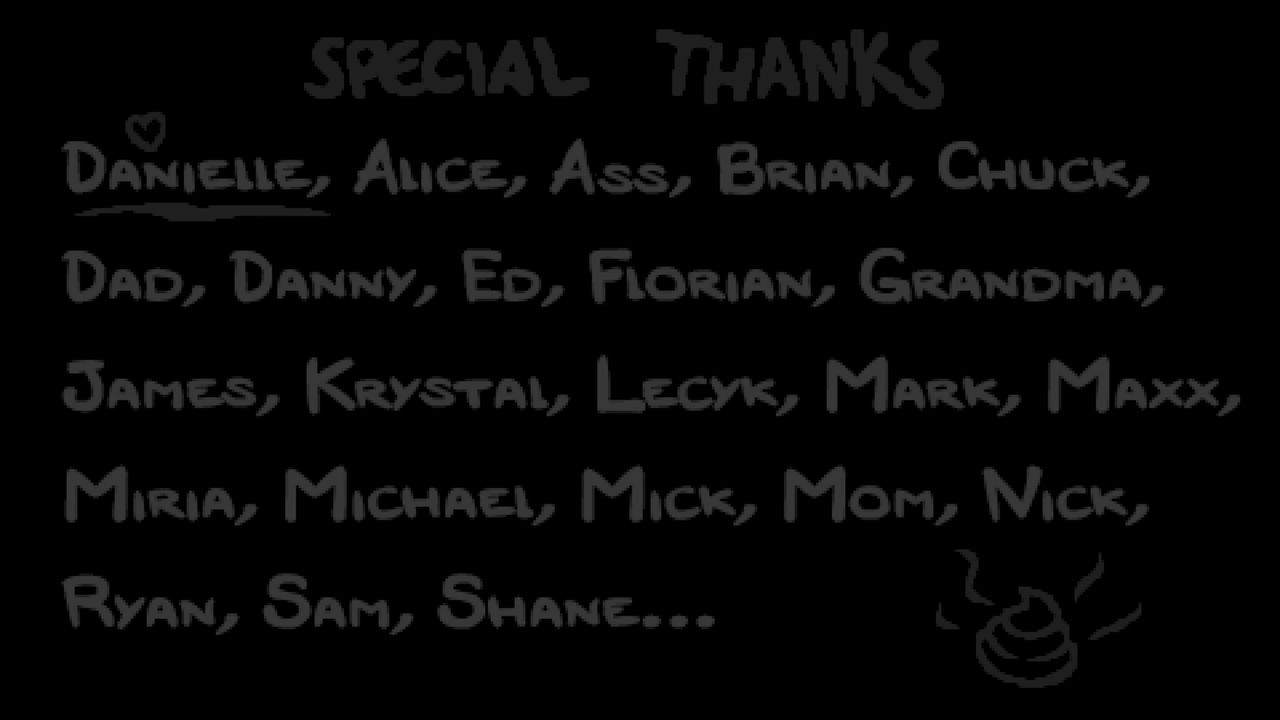 SPECIAL THANKS
DANIELLE, ALICE, ASS, BRIAN, CHUCK,
DAD, DANNY, ED, FLORIAN, GRANDMA,
JAMES, KRYSTAL, LECYK, MARK, MAXX,
MIRIA, MICHAEL, MICK, MOM, NICK,
RYAN, SAM, SHANE...